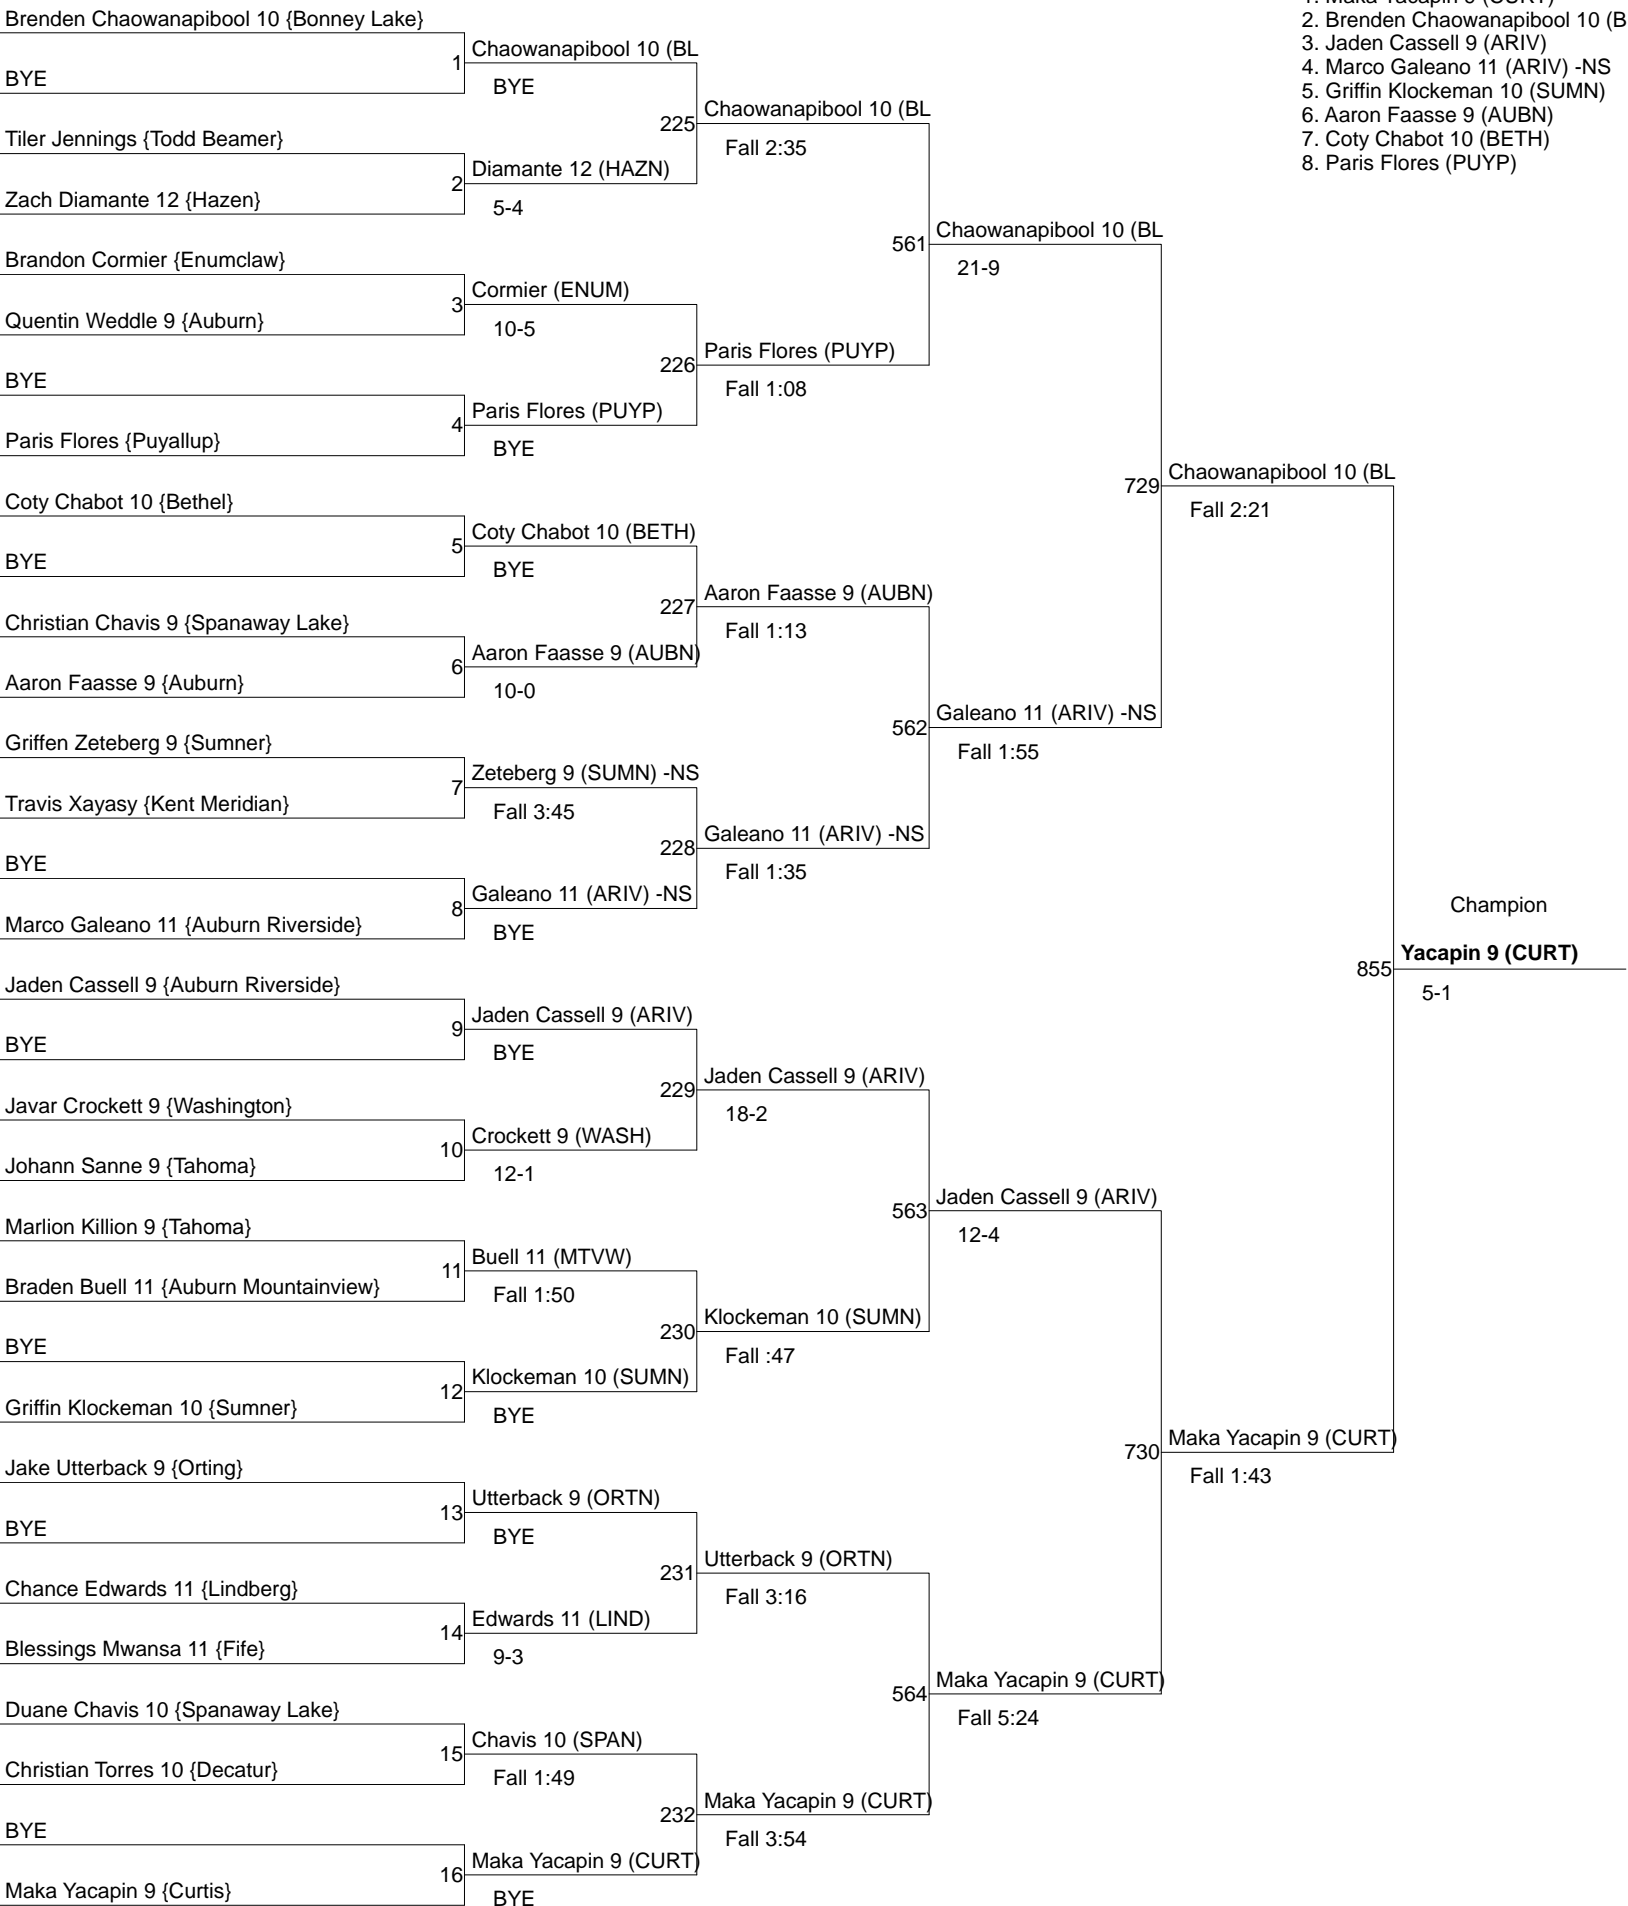 1. Maka Yacapin 9 (CURT)
2. Brenden Chaowanapibool 10 (B
3. Jaden Cassell 9 (ARIV)
4. Marco Galeano 11 (ARIV) -NS
5. Griffin Klockeman 10 (SUMN)
6. Aaron Faasse 9 (AUBN)
7. Coty Chabot 10 (BETH)
8. Paris Flores (PUYP)
Brenden Chaowanapibool 10 {Bonney Lake}
BYE
Tiler Jennings {Todd Beamer}
Zach Diamante 12 {Hazen}
Brandon Cormier {Enumclaw}
Quentin Weddle 9 {Auburn}
BYE
Paris Flores {Puyallup}
Coty Chabot 10 {Bethel}
BYE
Christian Chavis 9 {Spanaway Lake}
Aaron Faasse 9 {Auburn}
Griffen Zeteberg 9 {Sumner}
Travis Xayasy {Kent Meridian}
BYE
Marco Galeano 11 {Auburn Riverside}
Jaden Cassell 9 {Auburn Riverside}
BYE
Javar Crockett 9 {Washington}
Johann Sanne 9 {Tahoma}
Marlion Killion 9 {Tahoma}
Braden Buell 11 {Auburn Mountainview}
BYE
Griffin Klockeman 10 {Sumner}
Jake Utterback 9 {Orting}
BYE
Chance Edwards 11 {Lindberg}
Blessings Mwansa 11 {Fife}
Duane Chavis 10 {Spanaway Lake}
Christian Torres 10 {Decatur}
BYE
Maka Yacapin 9 {Curtis}
1 Chaowanapibool 10 (BL
BYE
2 Diamante 12 (HAZN)
5-4
3 Cormier (ENUM)
10-5
4 Paris Flores (PUYP)
BYE
5 Coty Chabot 10 (BETH)
BYE
6 Aaron Faasse 9 (AUBN)
10-0
7 Zeteberg 9 (SUMN) -NS
Fall 3:45
8 Galeano 11 (ARIV) -NS
BYE
9 Jaden Cassell 9 (ARIV)
BYE
10 Crockett 9 (WASH)
12-1
11 Buell 11 (MTVW)
Fall 1:50
12 Klockeman 10 (SUMN)
BYE
13 Utterback 9 (ORTN)
BYE
14 Edwards 11 (LIND)
9-3
15 Chavis 10 (SPAN)
Fall 1:49
16 Maka Yacapin 9 (CURT)
BYE
225 Chaowanapibool 10 (BL
Fall 2:35
226 Paris Flores (PUYP)
Fall 1:08
227 Aaron Faasse 9 (AUBN)
Fall 1:13
228 Galeano 11 (ARIV) -NS
Fall 1:35
229 Jaden Cassell 9 (ARIV)
18-2
230 Klockeman 10 (SUMN)
Fall :47
231 Utterback 9 (ORTN)
Fall 3:16
232 Maka Yacapin 9 (CURT)
Fall 3:54
561 Chaowanapibool 10 (BL
21-9
562 Galeano 11 (ARIV) -NS
Fall 1:55
563 Jaden Cassell 9 (ARIV)
12-4
564 Maka Yacapin 9 (CURT)
Fall 5:24
729 Chaowanapibool 10 (BL
Fall 2:21
730 Maka Yacapin 9 (CURT)
Fall 1:43
Champion
855 Yacapin 9 (CURT)
5-1